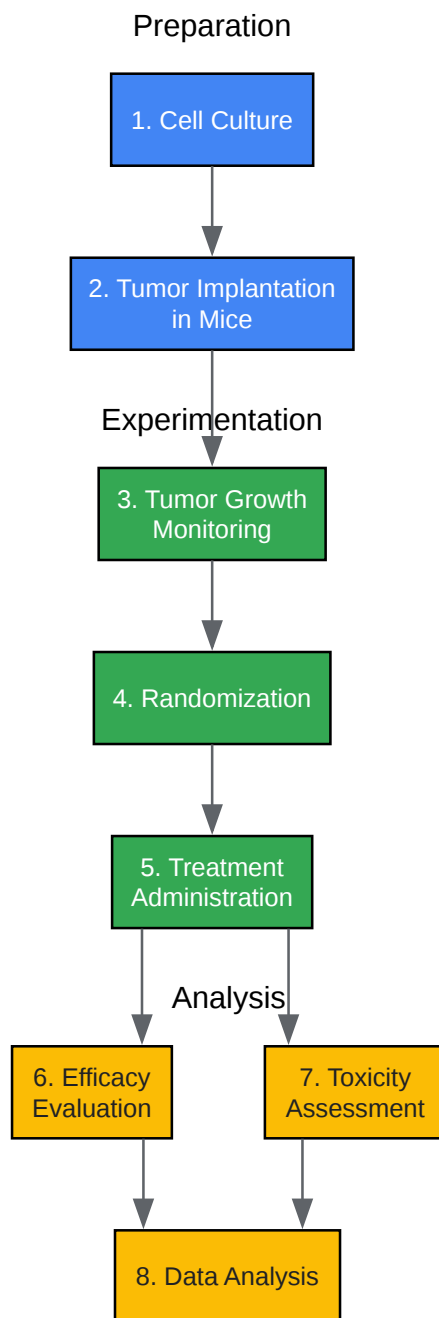 Preparation
1. Cell Culture
2. Tumor Implantation
in Mice
Experimentation
3. Tumor Growth
Monitoring
4. Randomization
5. Treatment
Administration
Analysis
6. Efficacy
Evaluation
7. Toxicity
Assessment
8. Data Analysis